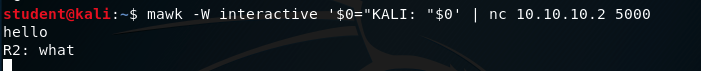 student@kali:~$ mawk -W interactive '$0="KALI: "$0' | nc 10.10.10.2 5000
hello
R2: what